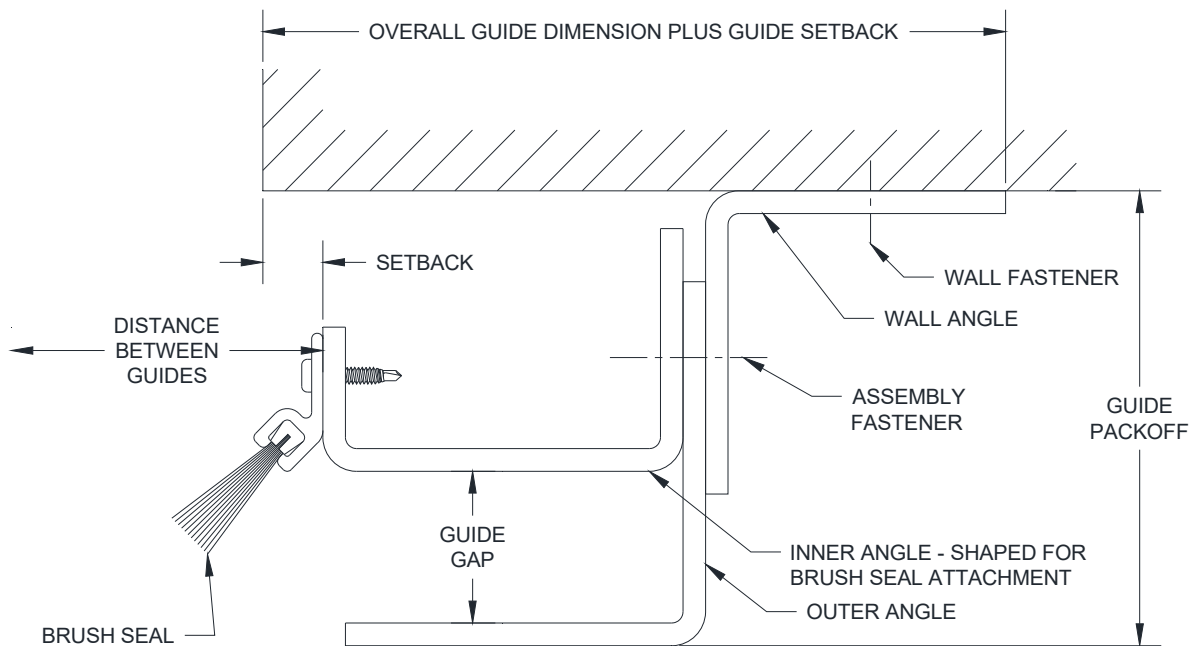 OVERALL GUIDE DIMENSION PLUS GUIDE SETBACK
SETBACK
WALL FASTENER
WALL ANGLE
DISTANCE
BETWEEN
GUIDES
ASSEMBLY
FASTENER
GUIDE
PACKOFF
GUIDE
GAP
INNER ANGLE - SHAPED FOR
BRUSH SEAL ATTACHMENT
OUTER ANGLE
BRUSH SEAL